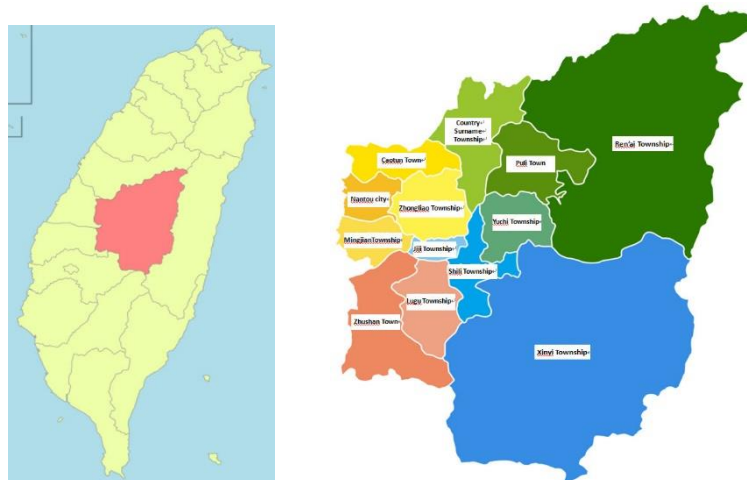 Country
Surname
Township
Caotun Town
Puli Town
Ren'ai Township
Nantou city
Zhongliao Township
Yuchi Township
MingjianTownship
Jiji Township
Shili Township
Lugu Township
Zhushan Town
Xinyi Township